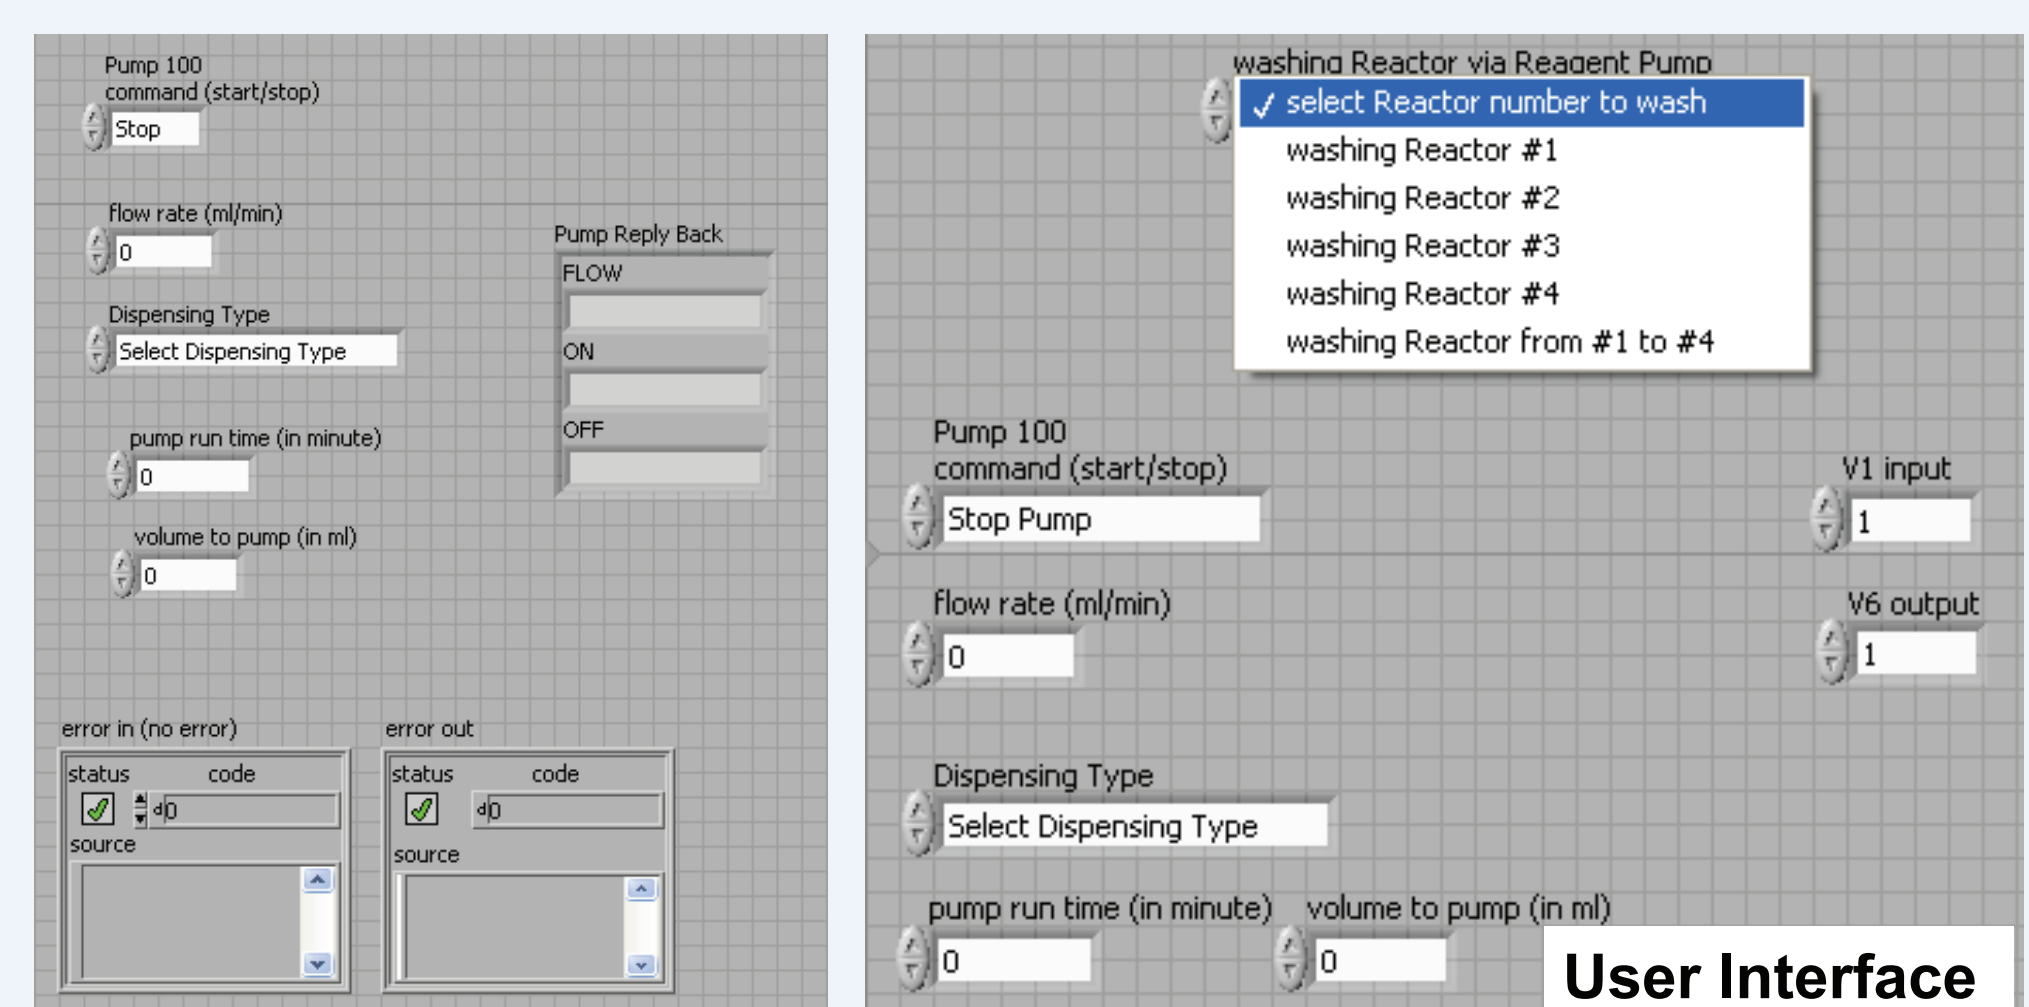 Pump 100
command (start/stop)
Stop
flow rate (ml/min)
0
Dispensing Type
Select Dispensing Type
pump run time (in minute)
0
volume to pump (in ml)
0
Pump Reply Back
FLOW
ON
OFF
error in (no error)
status code
d0
source
error out
status code
d0
source
washing Reactor via Reagent Pump
✓ select Reactor number to wash
washing Reactor #1
washing Reactor #2
washing Reactor #3
washing Reactor #4
washing Reactor from #1 to #4
Pump 100
command (start/stop)
Stop Pump
V1 input
1
flow rate (ml/min)
0
V6 output
1
Dispensing Type
Select Dispensing Type
pump run time (in minute)
0
volume to pump (in ml)
0
User Interface